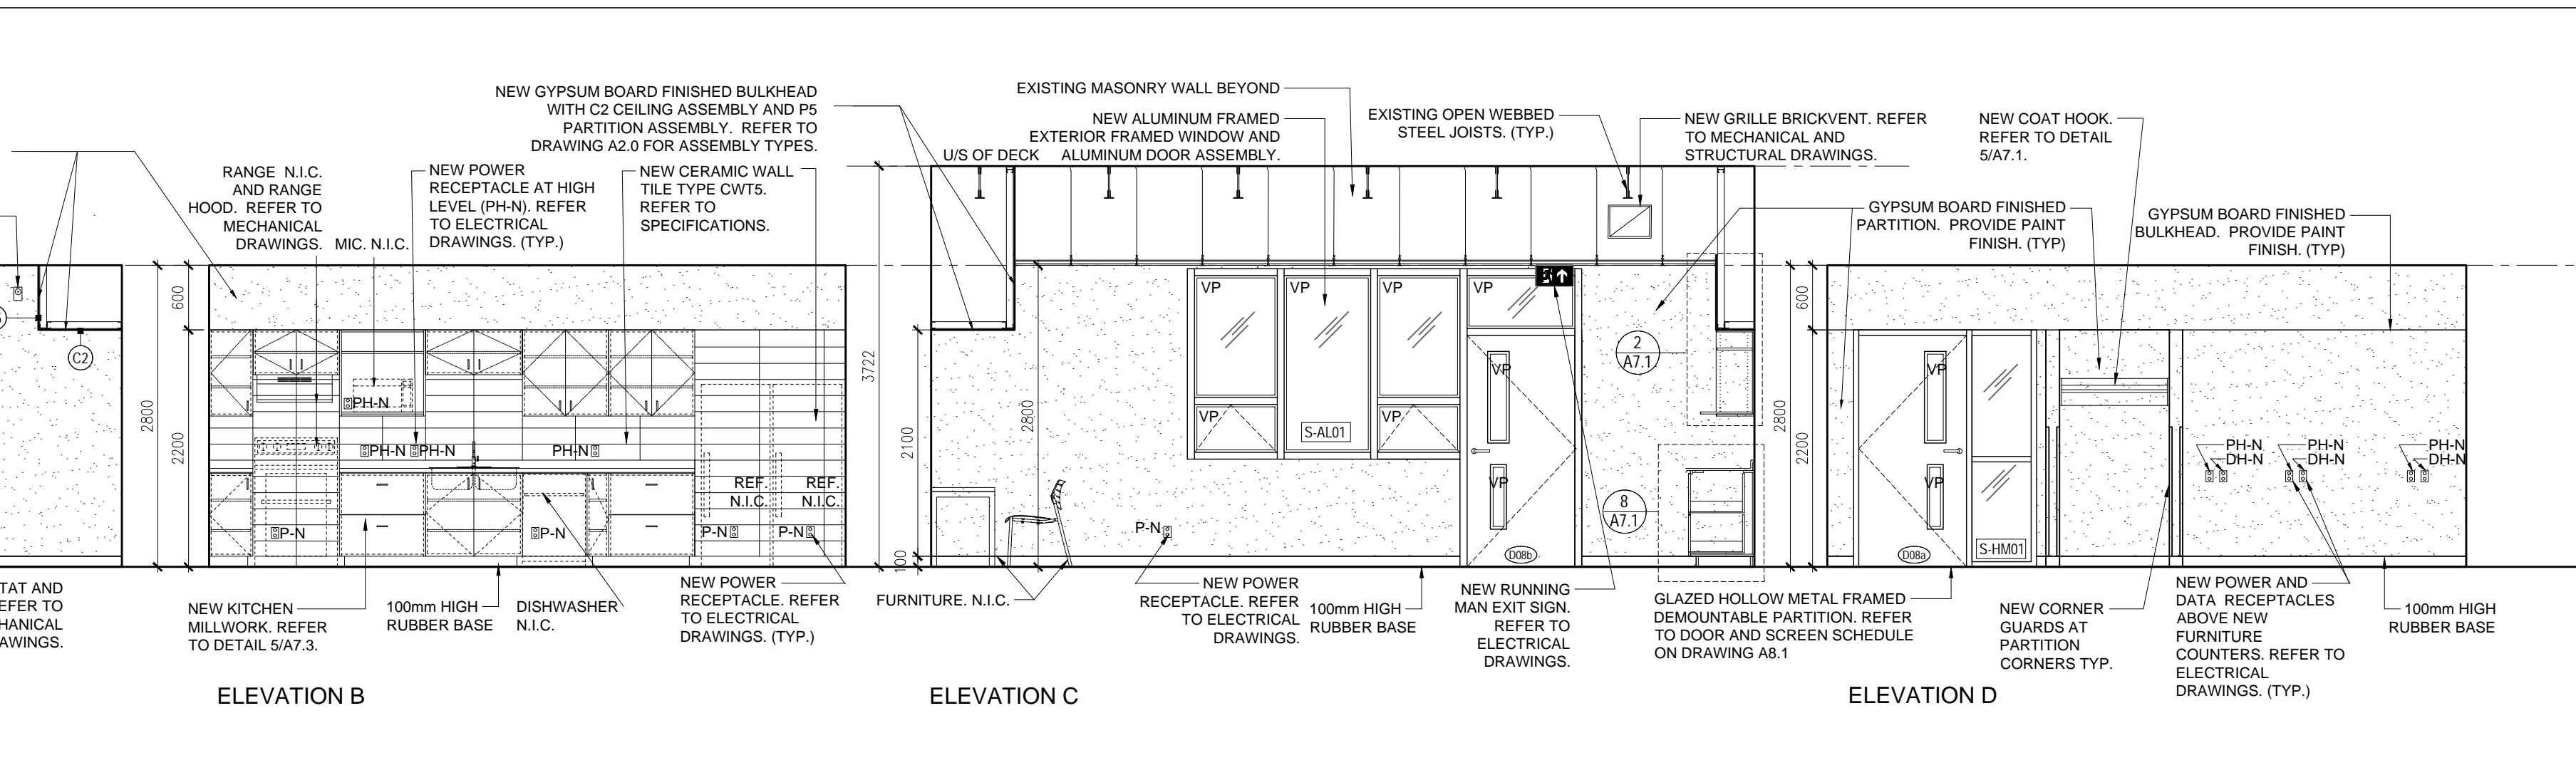 NEW GYPSUM BOARD FINISHED BULKHEAD
WITH C2 CEILING ASSEMBLY AND P5
PARTITION ASSEMBLY. REFER TO
DRAWING A2.0 FOR ASSEMBLY TYPES.
RANGE N.I.C.
AND RANGE
HOOD. REFER TO
MECHANICAL
DRAWINGS.
MIC. N.I.C.
NEW POWER
RECEPTACLE AT HIGH
LEVEL (PH-N). REFER
TO ELECTRICAL
DRAWINGS. (TYP.)
NEW CERAMIC WALL
TILE TYPE CWT5.
REFER TO
SPECIFICATIONS.
C2
2800
600
2200
PH-N
PH-N
PH-N
PH-N
REF.
N.I.C.
REF.
N.I.C.
P-N
P-N
P-N
P-N
TAT AND
EFER TO
HANICAL
AWINGS.
NEW KITCHEN
MILLWORK. REFER
TO DETAIL 5/A7.3.
100mm HIGH
RUBBER BASE
DISHWASHER
N.I.C.
NEW POWER
RECEPTACLE. REFER
TO ELECTRICAL
DRAWINGS. (TYP.)
ELEVATION B
EXISTING MASONRY WALL BEYOND
NEW ALUMINUM FRAMED
EXTERIOR FRAMED WINDOW AND
ALUMINUM DOOR ASSEMBLY.
U/S OF DECK
EXISTING OPEN WEBBED
STEEL JOISTS. (TYP.)
NEW GRILLE BRICKVENT. REFER
TO MECHANICAL AND
STRUCTURAL DRAWINGS.
3722
2100
100
2800
VP
VP
VP
VP
VP
VP
VP
VP
S-AL01
D08b
2
A7.1
8
A7.1
P-N
FURNITURE. N.I.C.
NEW POWER
RECEPTACLE. REFER
TO ELECTRICAL
DRAWINGS.
100mm HIGH
RUBBER BASE
NEW RUNNING
MAN EXIT SIGN.
REFER TO
ELECTRICAL
DRAWINGS.
ELEVATION C
NEW COAT HOOK.
REFER TO DETAIL
5/A7.1.
GYPSUM BOARD FINISHED
PARTITION. PROVIDE PAINT
FINISH. (TYP)
GYPSUM BOARD FINISHED
BULKHEAD. PROVIDE PAINT
FINISH. (TYP)
2800
600
2200
VP
VP
D08a
S-HM01
PH-N
DH-N
PH-N
DH-N
PH-N
DH-N
GLAZED HOLLOW METAL FRAMED
DEMOUNTABLE PARTITION. REFER
TO DOOR AND SCREEN SCHEDULE
ON DRAWING A8.1
NEW CORNER
GUARDS AT
PARTITION
CORNERS TYP.
NEW POWER AND
DATA RECEPTACLES
ABOVE NEW
FURNITURE
COUNTERS. REFER TO
ELECTRICAL
DRAWINGS. (TYP.)
100mm HIGH
RUBBER BASE
ELEVATION D